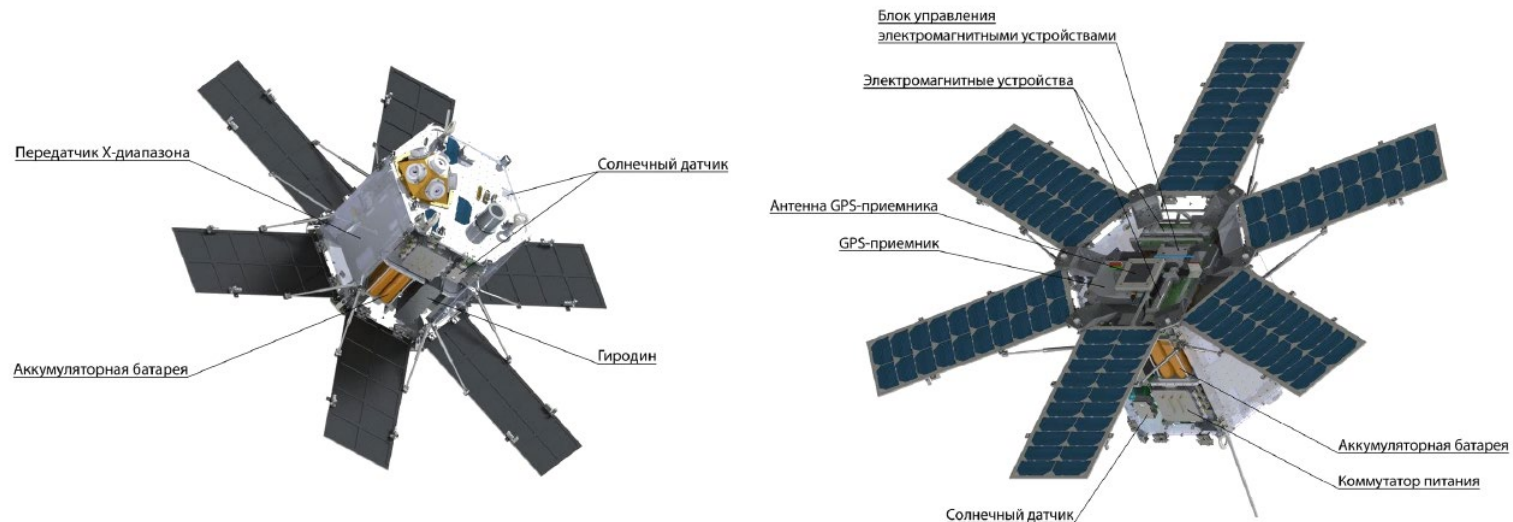 Передатчик X-диапазона
Солнечный датчик
Аккумуляторная батарея
Гиродин
Блок управления
электромагнитными устройствами
Электромагнитные устройства
Антенна GPS-приемника
GPS-приемник
Аккумуляторная батарея
Коммутатор питания
Солнечный датчик